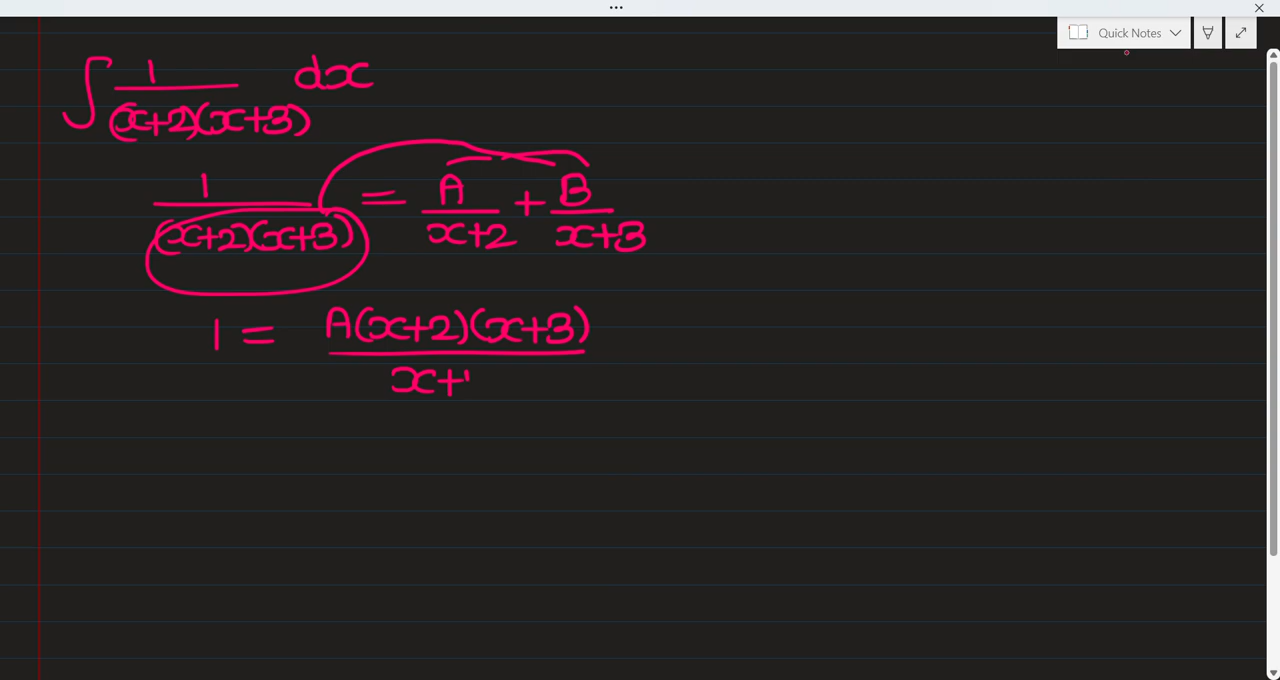 Quick Notes
∫ 1/((x+2)(x+3)) dx
1/((x+2)(x+3)) = A/(x+2) + B/(x+3)
1 = A(x+2)(x+3)/(x+